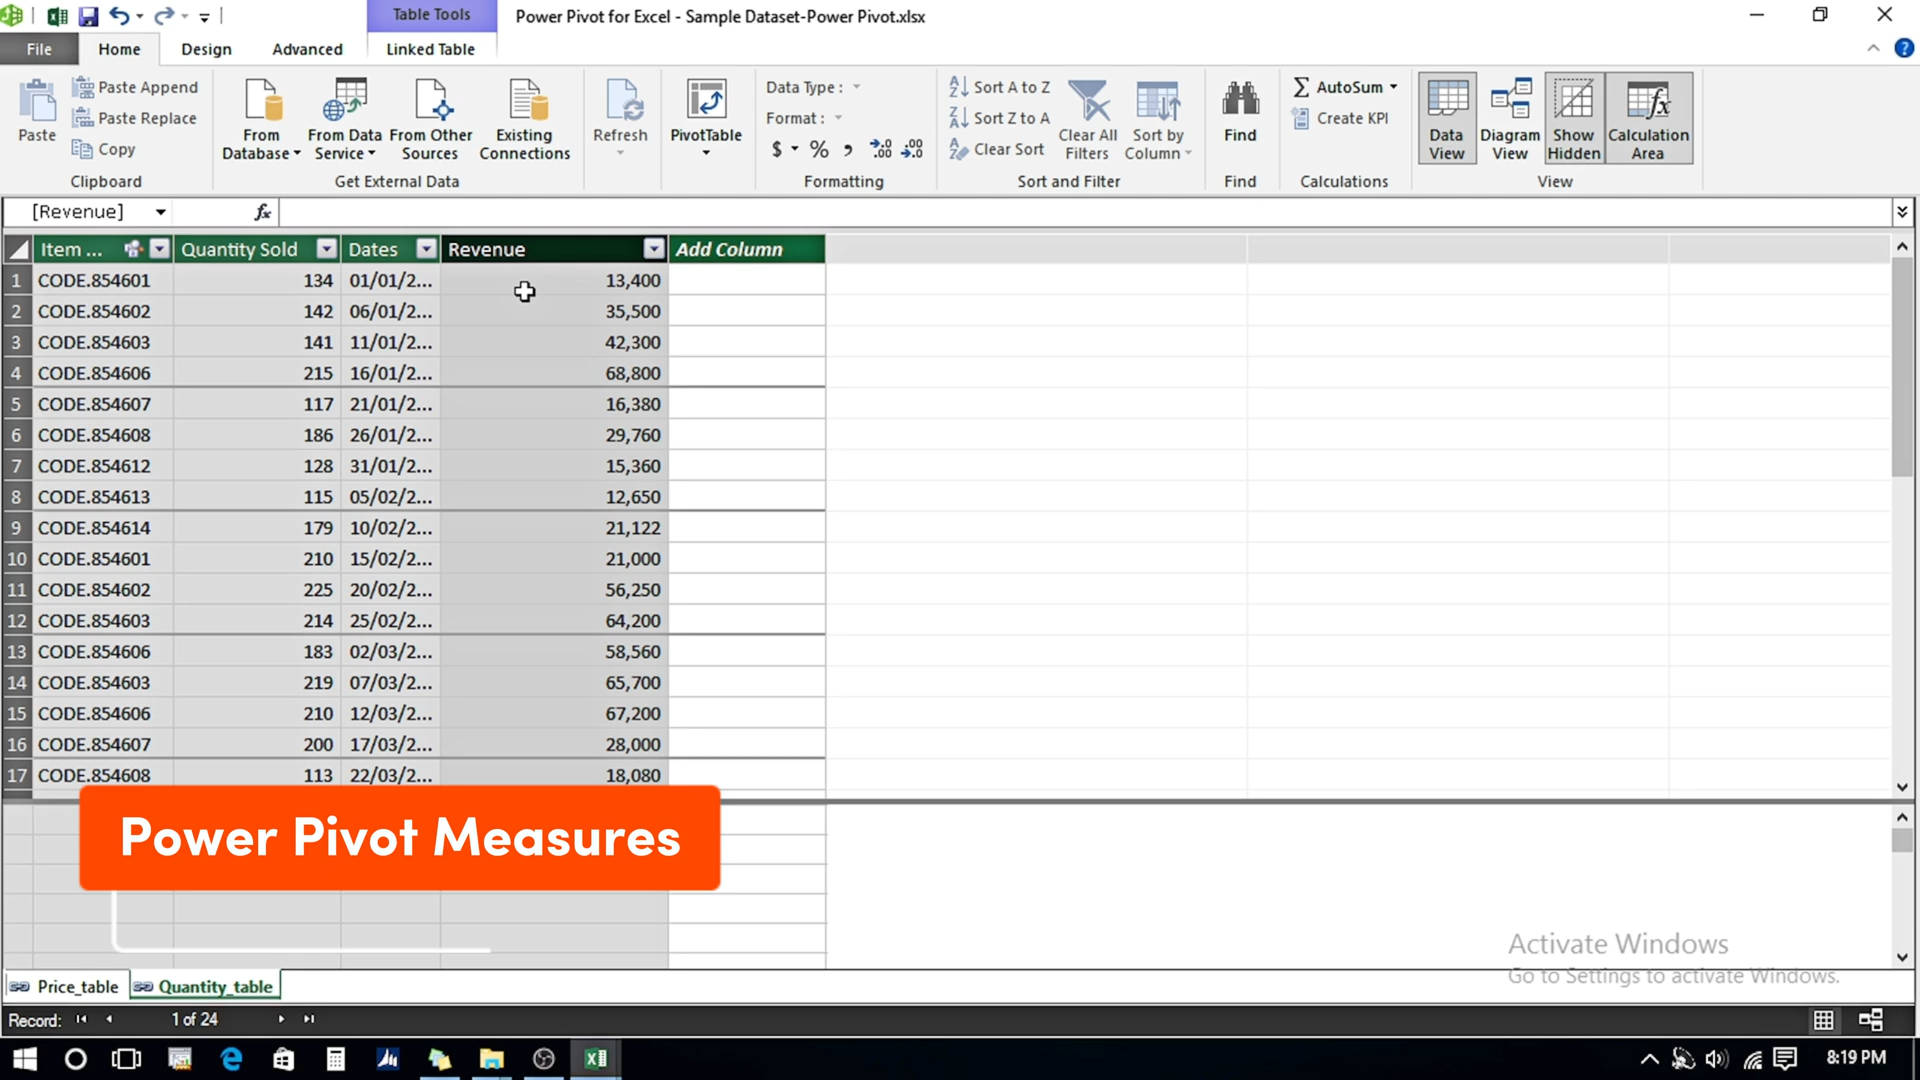 Table Tools
Power Pivot for Excel - Sample Dataset-Power Pivot.xlsx
File Home Design Advanced Linked Table
Paste
Paste Append
Paste Replace
Copy
Clipboard
From Database
From Data Service
From Other Sources
Existing Connections
Get External Data
Refresh
PivotTable
Data Type :
Format :
$ % ,
Formatting
Sort A to Z
Sort Z to A
Clear Sort
Clear All Filters
Sort by Column
Sort and Filter
Find
Find
AutoSum
Create KPI
Calculations
Data View
Diagram View
Show Hidden
Calculation Area
View
[Revenue] fx
Item ... Quantity Sold Dates Revenue Add Column
1 CODE.854601 134 01/01/2... 13,400
2 CODE.854602 142 06/01/2... 35,500
3 CODE.854603 141 11/01/2... 42,300
4 CODE.854606 215 16/01/2... 68,800
5 CODE.854607 117 21/01/2... 16,380
6 CODE.854608 186 26/01/2... 29,760
7 CODE.854612 128 31/01/2... 15,360
8 CODE.854613 115 05/02/2... 12,650
9 CODE.854614 179 10/02/2... 21,122
10 CODE.854601 210 15/02/2... 21,000
11 CODE.854602 225 20/02/2... 56,250
12 CODE.854603 214 25/02/2... 64,200
13 CODE.854606 183 02/03/2... 58,560
14 CODE.854603 219 07/03/2... 65,700
15 CODE.854606 210 12/03/2... 67,200
16 CODE.854607 200 17/03/2... 28,000
17 CODE.854608 113 22/03/2... 18,080
Power Pivot Measures
Activate Windows
Go to Settings to activate Windows.
Price_table Quantity_table
Record: 1 of 24
8:19 PM